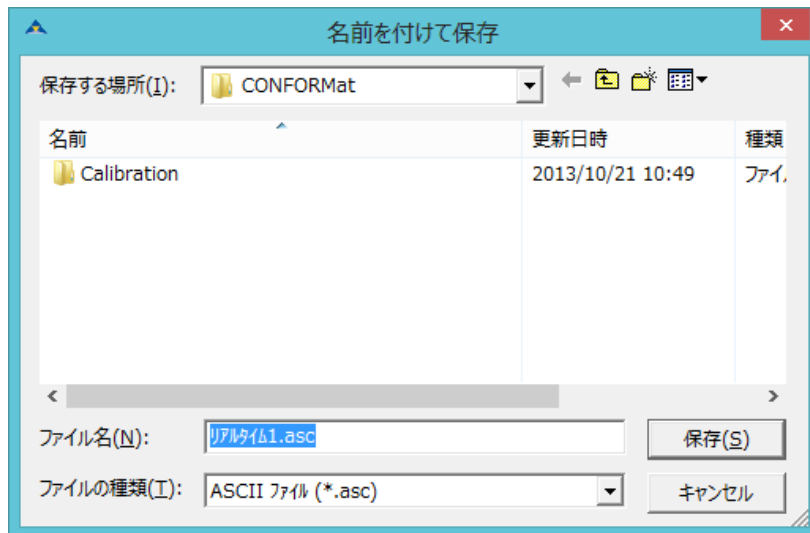 名前を付けて保存
保存する場所(I): CONFORMat
名前 更新日時 種類
Calibration 2013/10/21 10:49 ファイ
ファイル名(N): ﾘｱﾙﾀｲﾑ1.asc 保存(S)
ファイルの種類(T): ASCII ﾌｧｲﾙ (*.asc) キャンセル